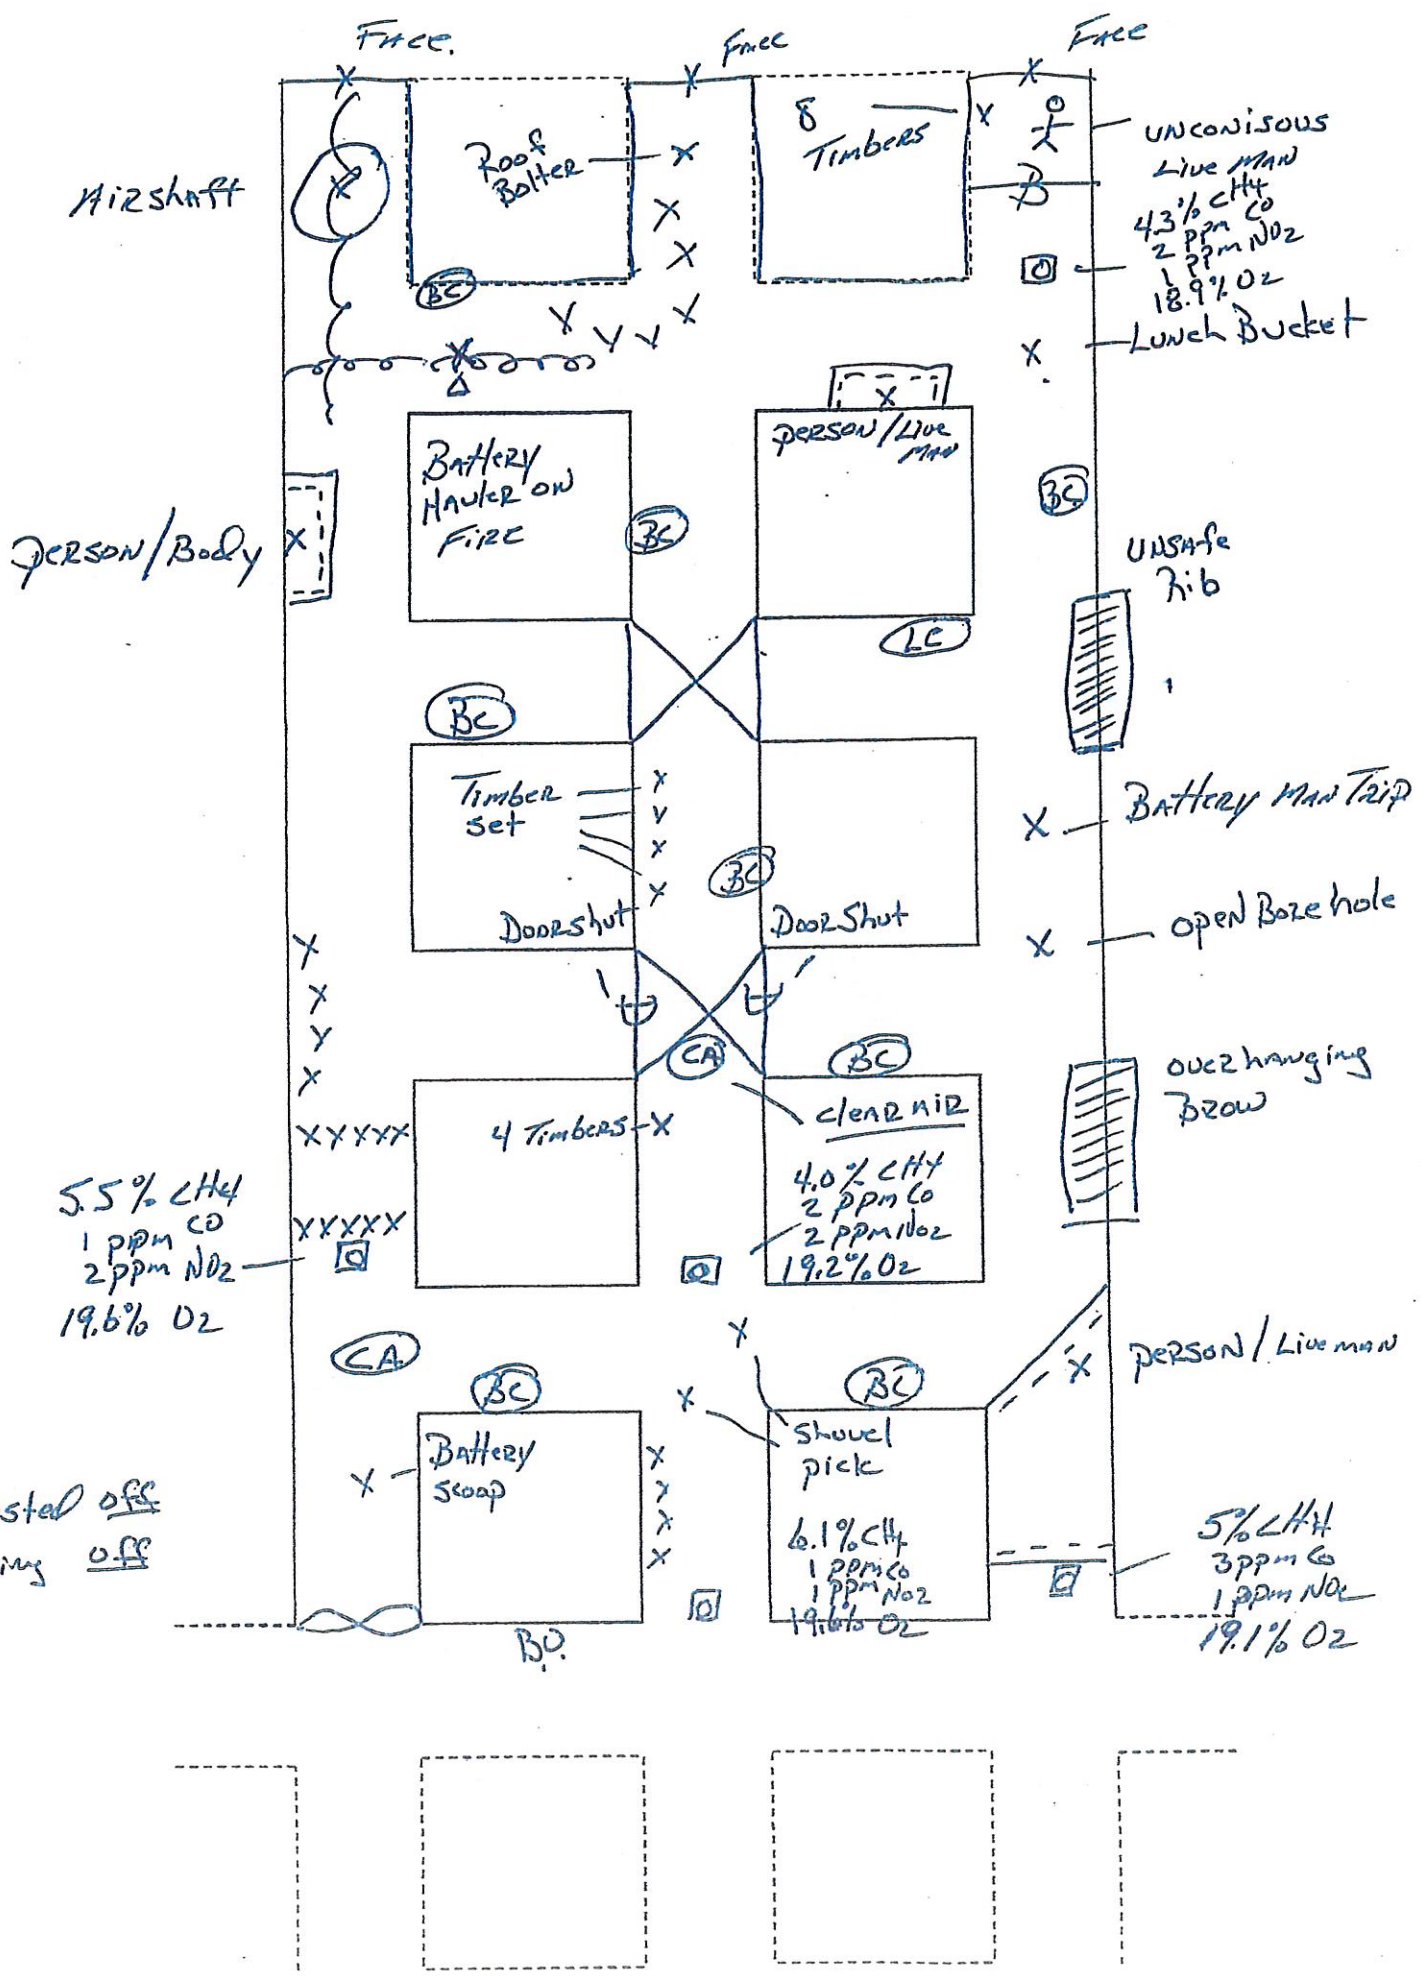 Face.
Face
Face
Airshaft
Roof
Bolter
8
Timbers
UNCONISOUS
Live MAN
4.3% CH4
2 ppm CO
1 ppm NO2
18.9% O2
BC
Lunch Bucket
Battery
Hauler ON
Fire
person/Live
MAN
BC
BC
person/Body
UNSAfe
Rib
LC
BC
Timber
set
Battery MAN Trip
BC
Door shut
Door Shut
open Borehole
CA
BC
overhanging
Brow
4 Timbers
cleAR AIR
5.5% CH4
1 ppm CO
2 ppm NO2
19.6% O2
4.0% CH4
2 ppm CO
2 ppm NO2
19.2% O2
CA
BC
BC
person/Live man
Battery
scoop
Shovel
pick
sted off
ing off
6.1% CH4
1 ppm CO
1 ppm NO2
19.6% O2
5% CH4
3 ppm CO
1 ppm NO2
19.1% O2
B.O.